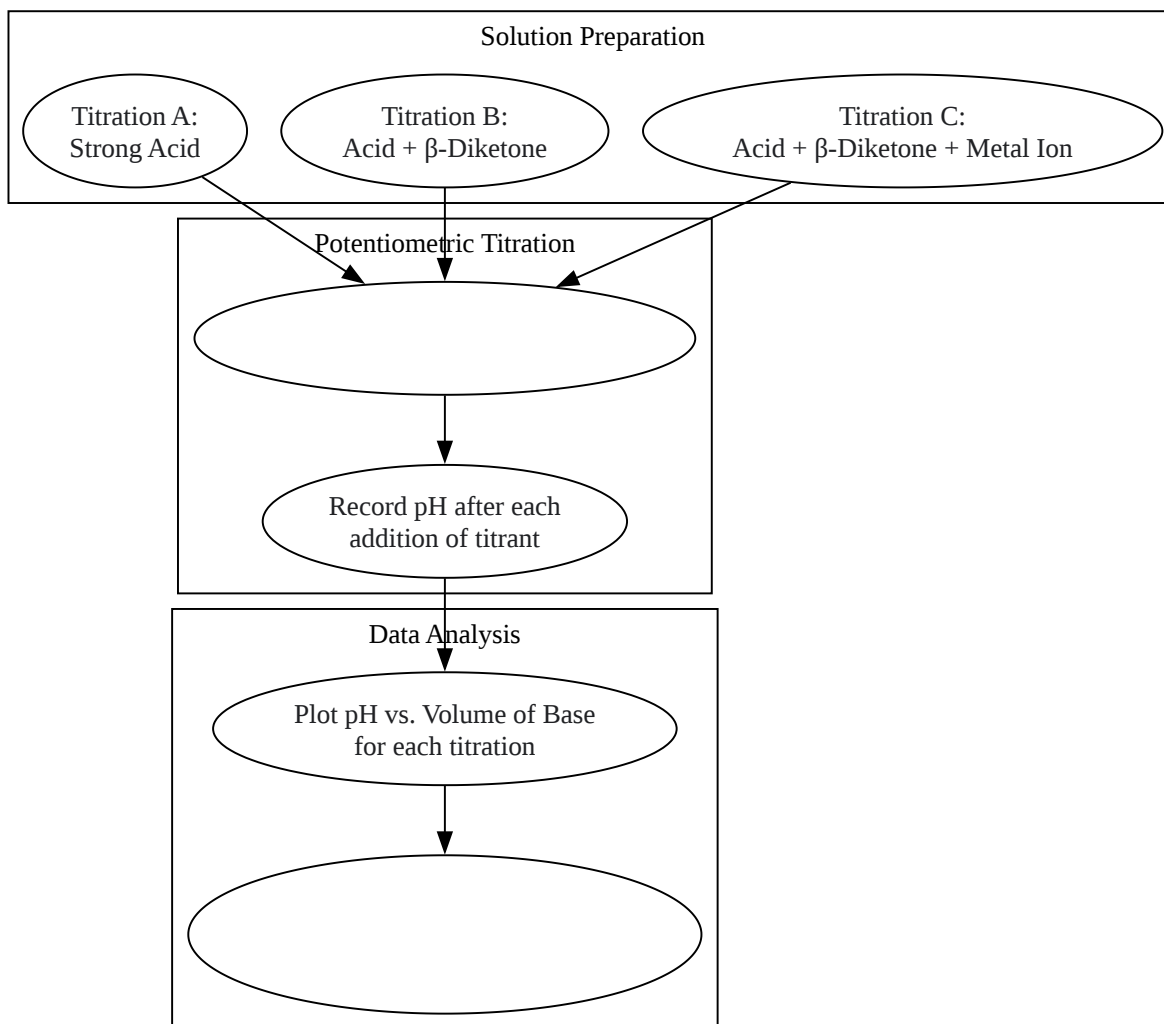 Solution Preparation
Titration A:
Strong Acid
Titration B:
Acid + β-Diketone
Titration C:
Acid + β-Diketone + Metal Ion
Potentiometric Titration
Record pH after each
addition of titrant
Data Analysis
Plot pH vs. Volume of Base
for each titration